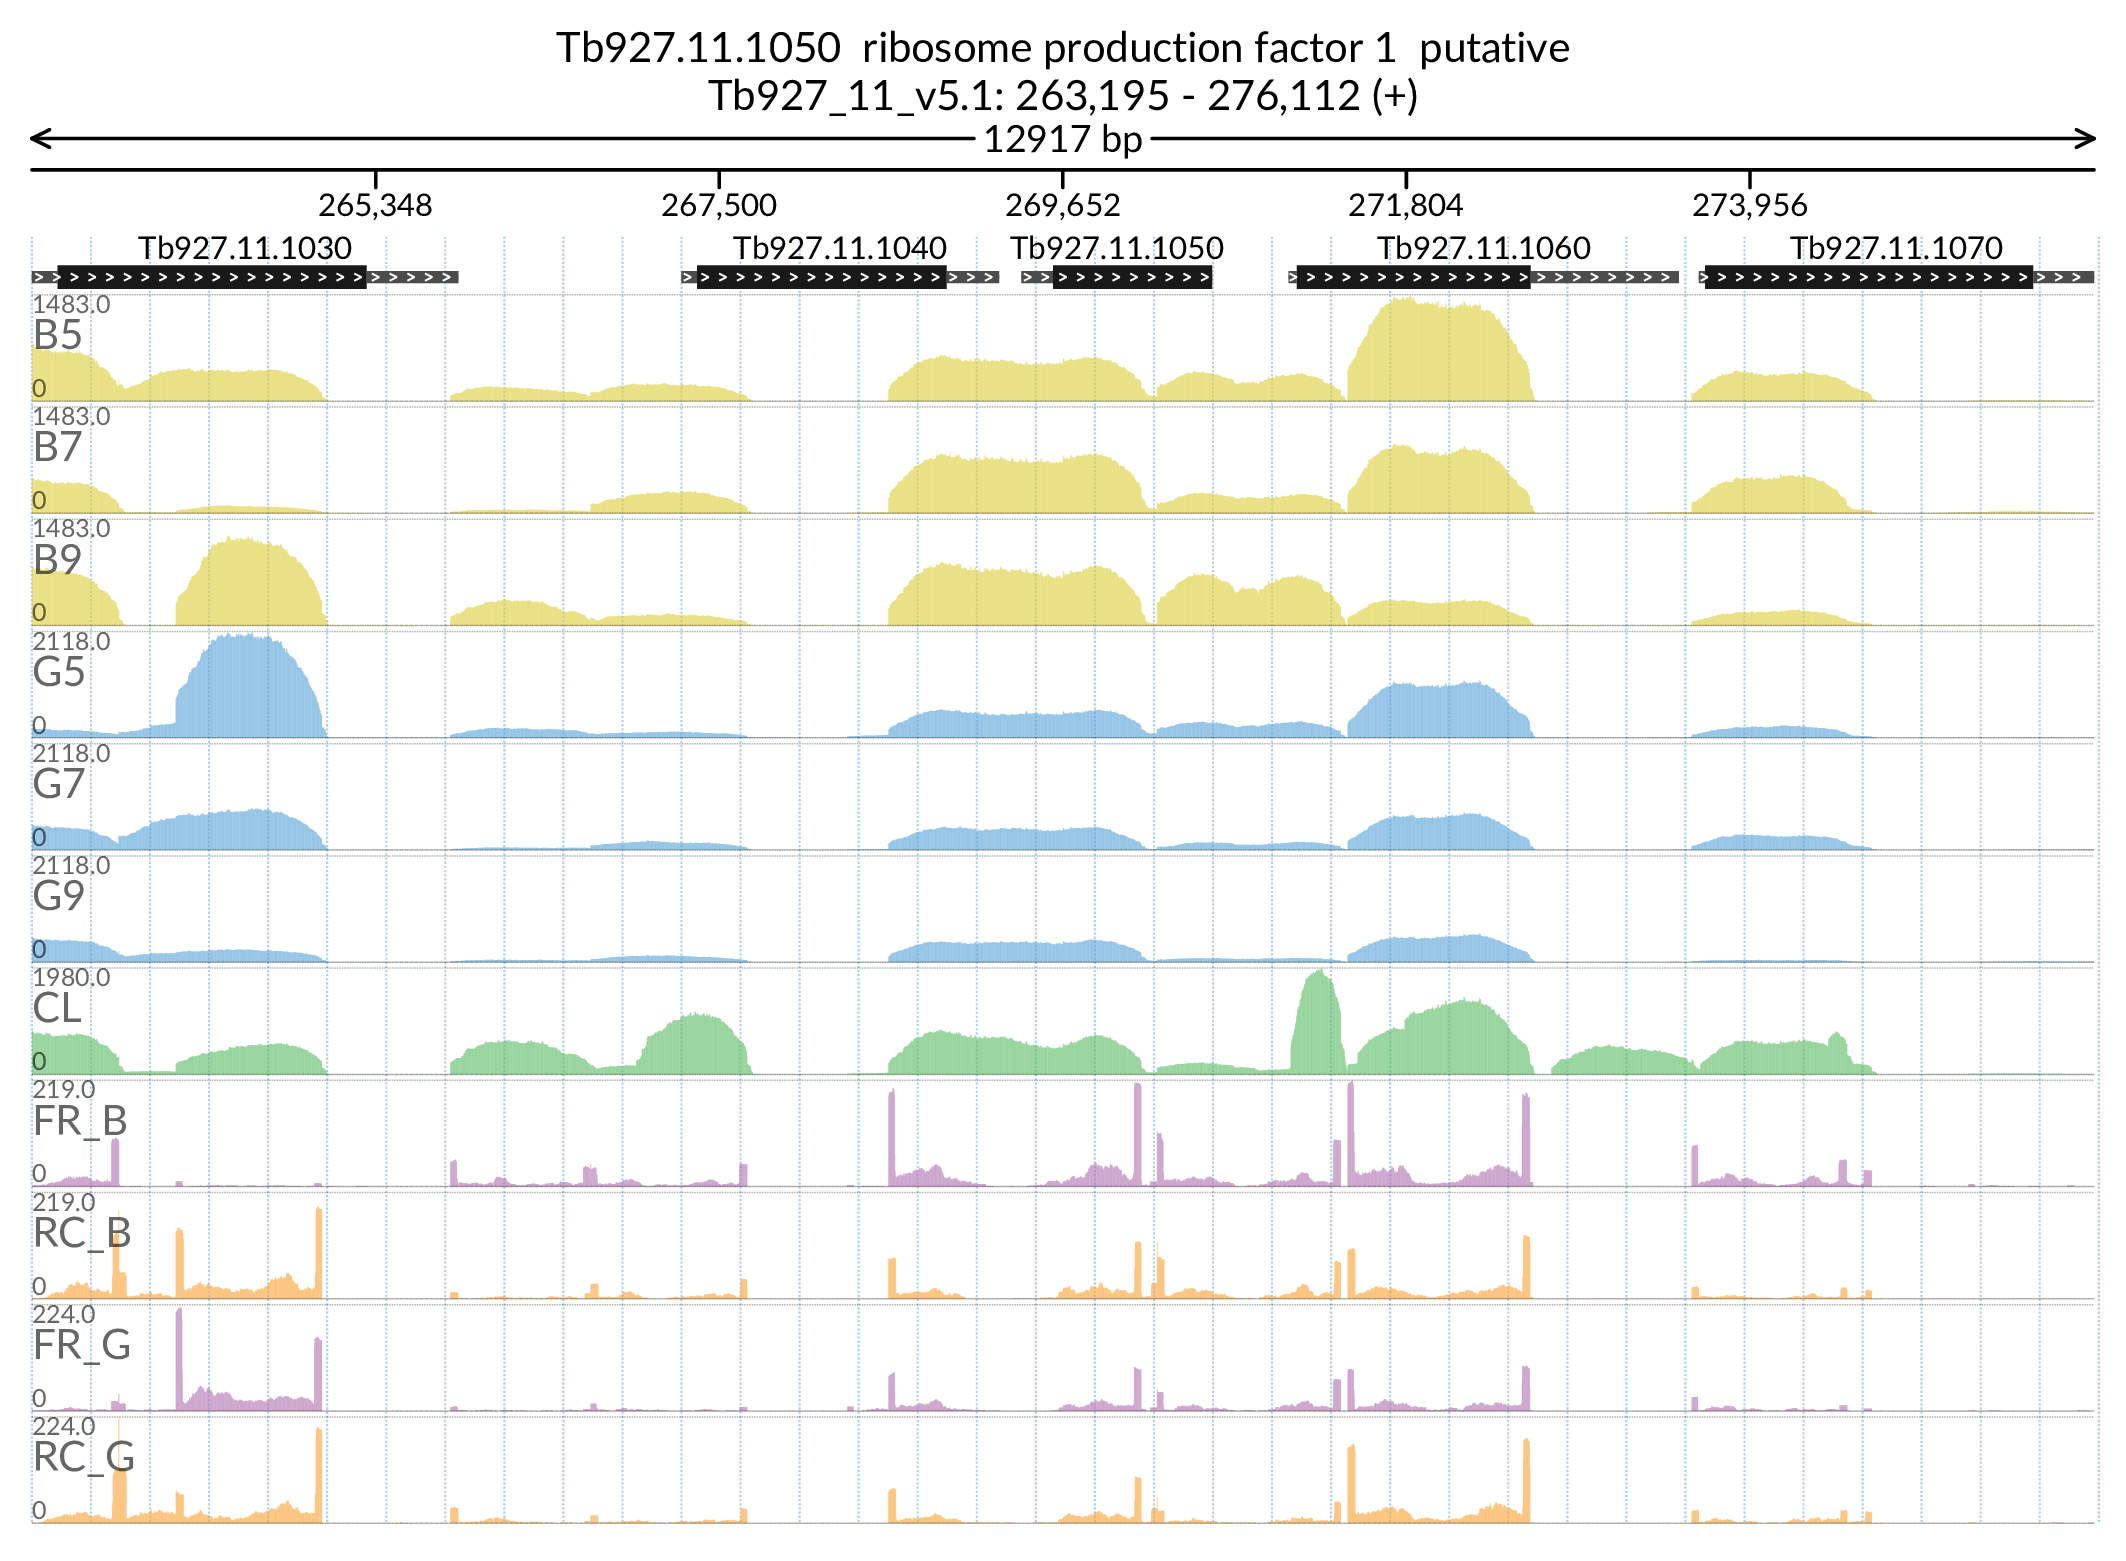 Tb927.11.1050  ribosome production factor 1  putative
Tb927_11_v5.1: 263,195 - 276,112 (+)
12917 bp
265,348 267,500 269,652 271,804 273,956
Tb927.11.1030 Tb927.11.1040 Tb927.11.1050 Tb927.11.1060 Tb927.11.1070
1483.0
B5
0
1483.0
B7
0
1483.0
B9
0
2118.0
G5
0
2118.0
G7
0
2118.0
G9
0
1980.0
CL
0
219.0
FR_B
0
219.0
RC_B
0
224.0
FR_G
0
224.0
RC_G
0